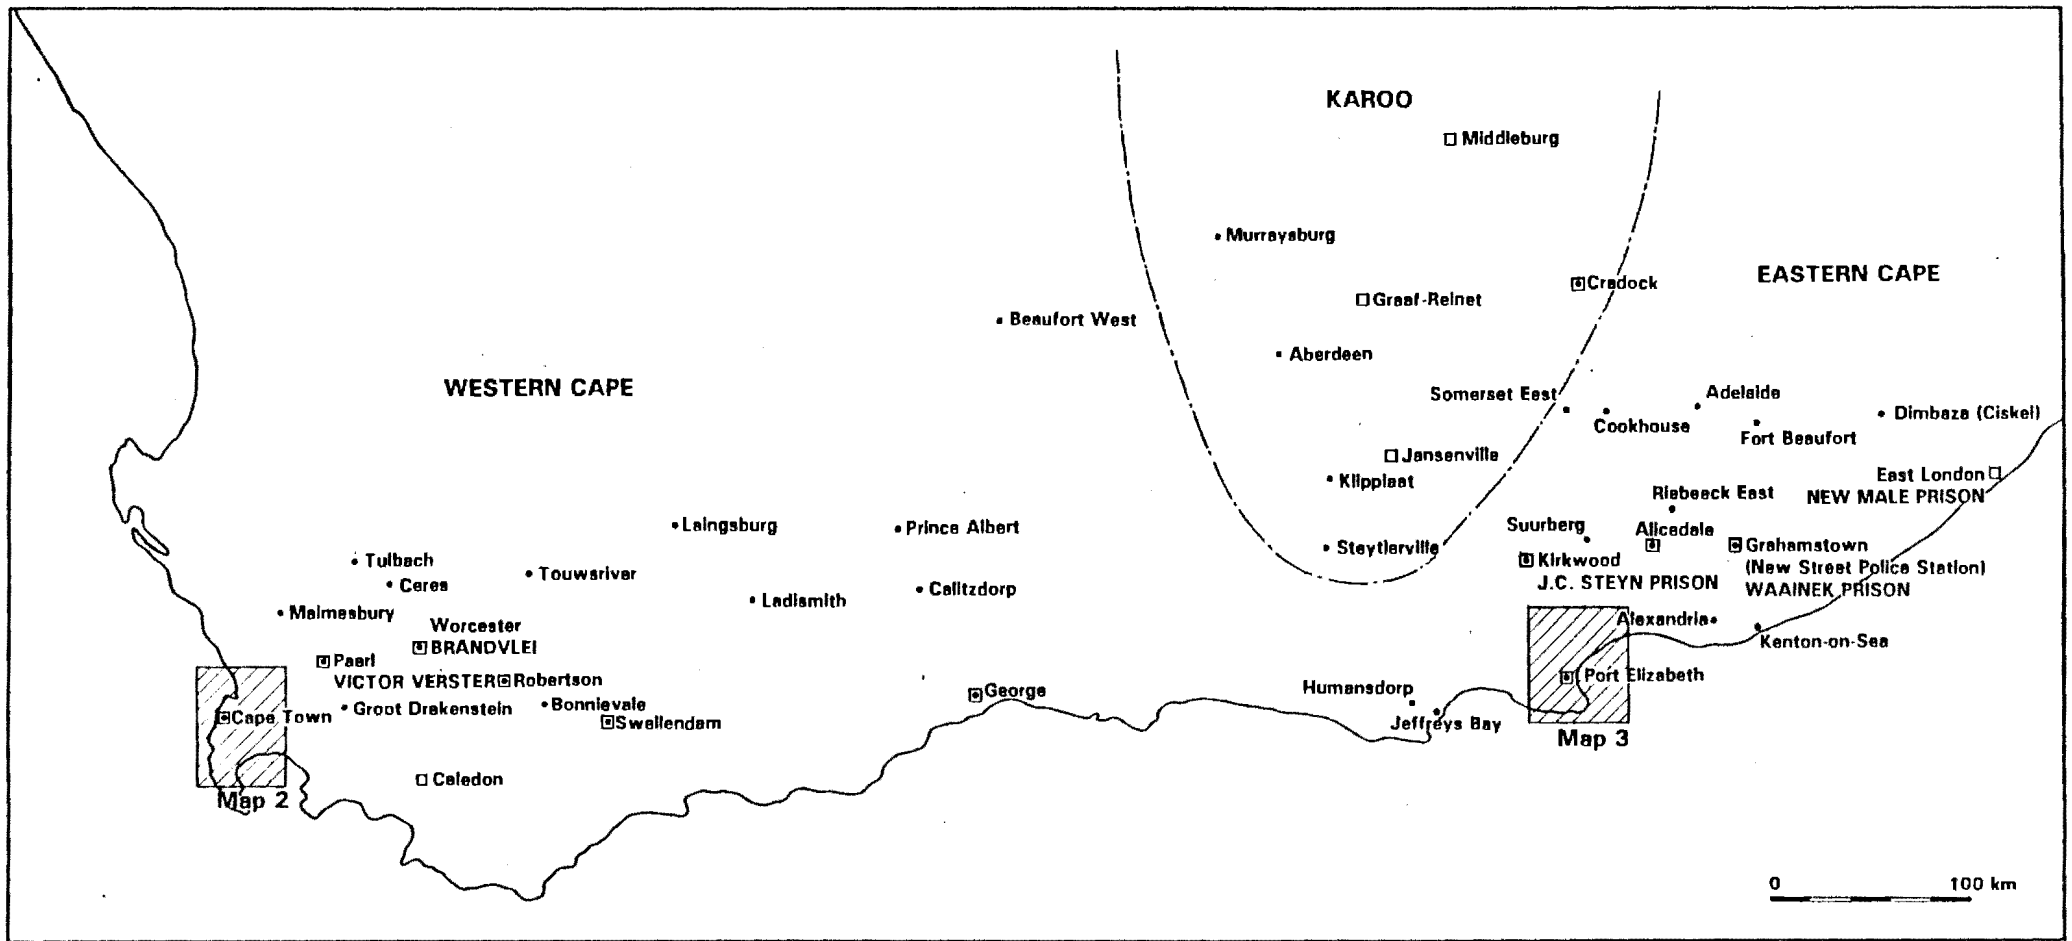 KAROO
Middleburg
Murraysburg
EASTERN CAPE
Cradock
Graaf-Reinet
Beaufort West
Aberdeen
WESTERN CAPE
Somerset East
Adelaide
Cookhouse
Dimbaza (Ciskei)
Fort Beaufort
Jansenville
Klipplaat
East London
NEW MALE PRISON
Riebeeck East
Laingsburg
Prince Albert
Suurberg
Alicedale
Steytlerville
Grahamstown
(New Street Police Station)
WAAINEK PRISON
Kirkwood
J.C. STEYN PRISON
Tulbach
Ceres
Touwsriver
Ladismith
Calitzdorp
Malmesbury
Worcester
BRANDVLEI
Alexandria
Kenton-on-Sea
Paarl
VICTOR VERSTER
Robertson
Port Elizabeth
George
Humansdorp
Jeffreys Bay
Groot Drakenstein
Bonnievale
Cape Town
Swellendam
Map 3
Caledon
Map 2
0 100 km